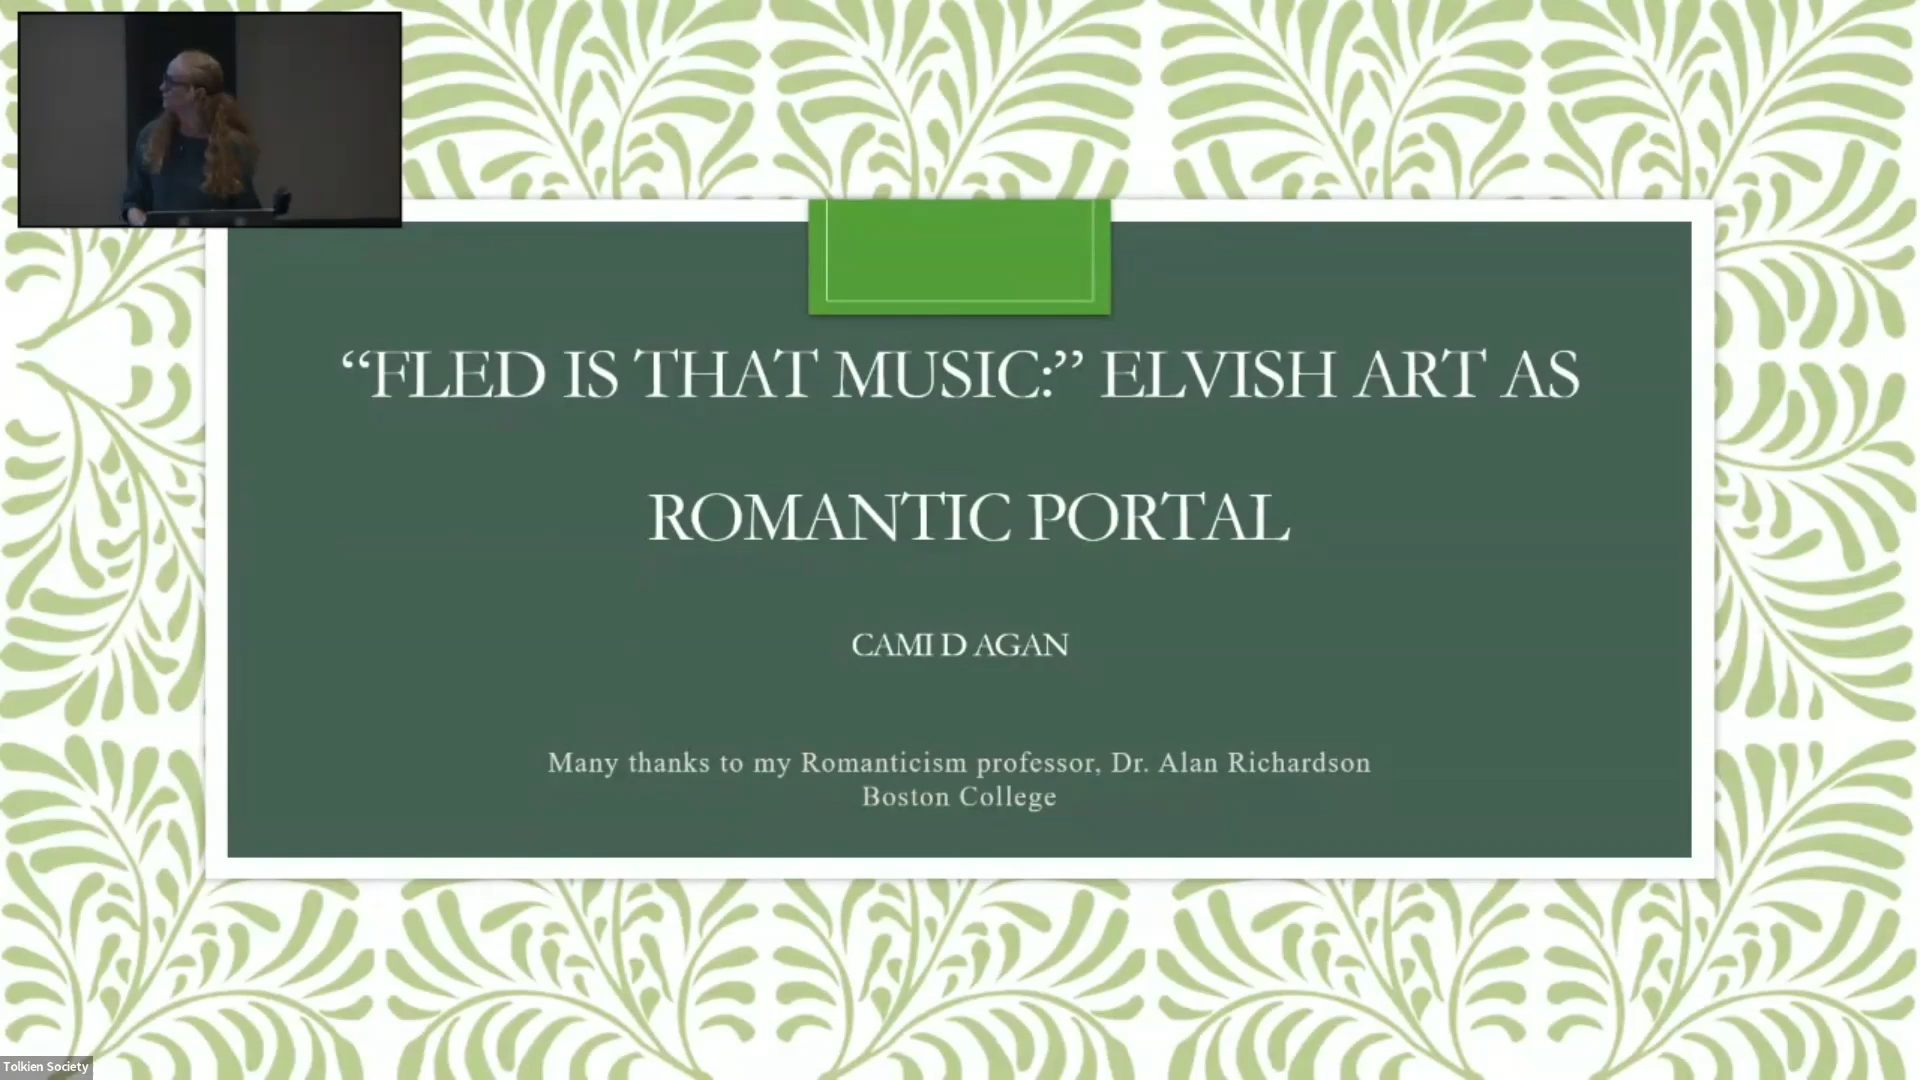 “FLED IS THAT MUSIC:” ELVISH ART AS
ROMANTIC PORTAL
CAMI D AGAN
Many thanks to my Romanticism professor, Dr. Alan Richardson
Boston College
Tolkien Society